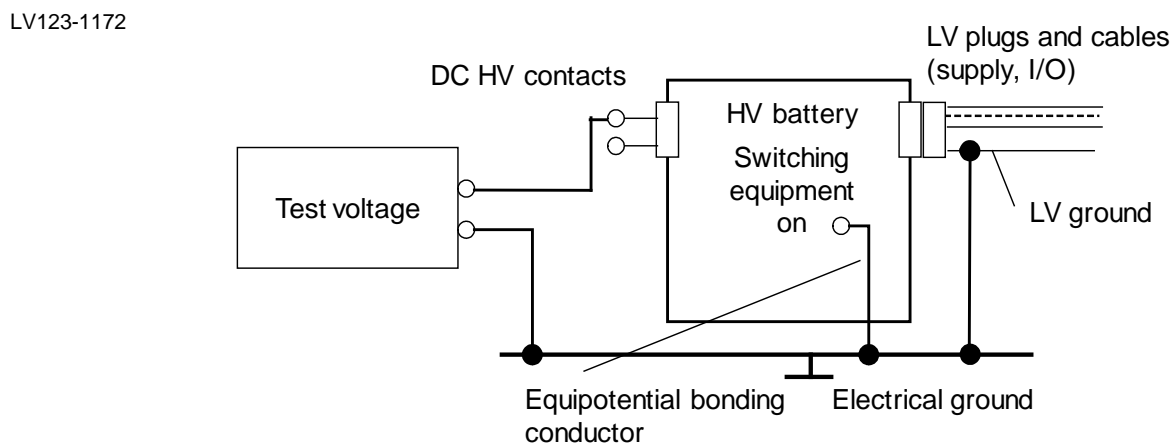 LV123-1172
LV plugs and cables
(supply, I/O)
DC HV contacts
HV battery
Switching
equipment
on
Test voltage
LV ground
Equipotential bonding
conductor
Electrical ground